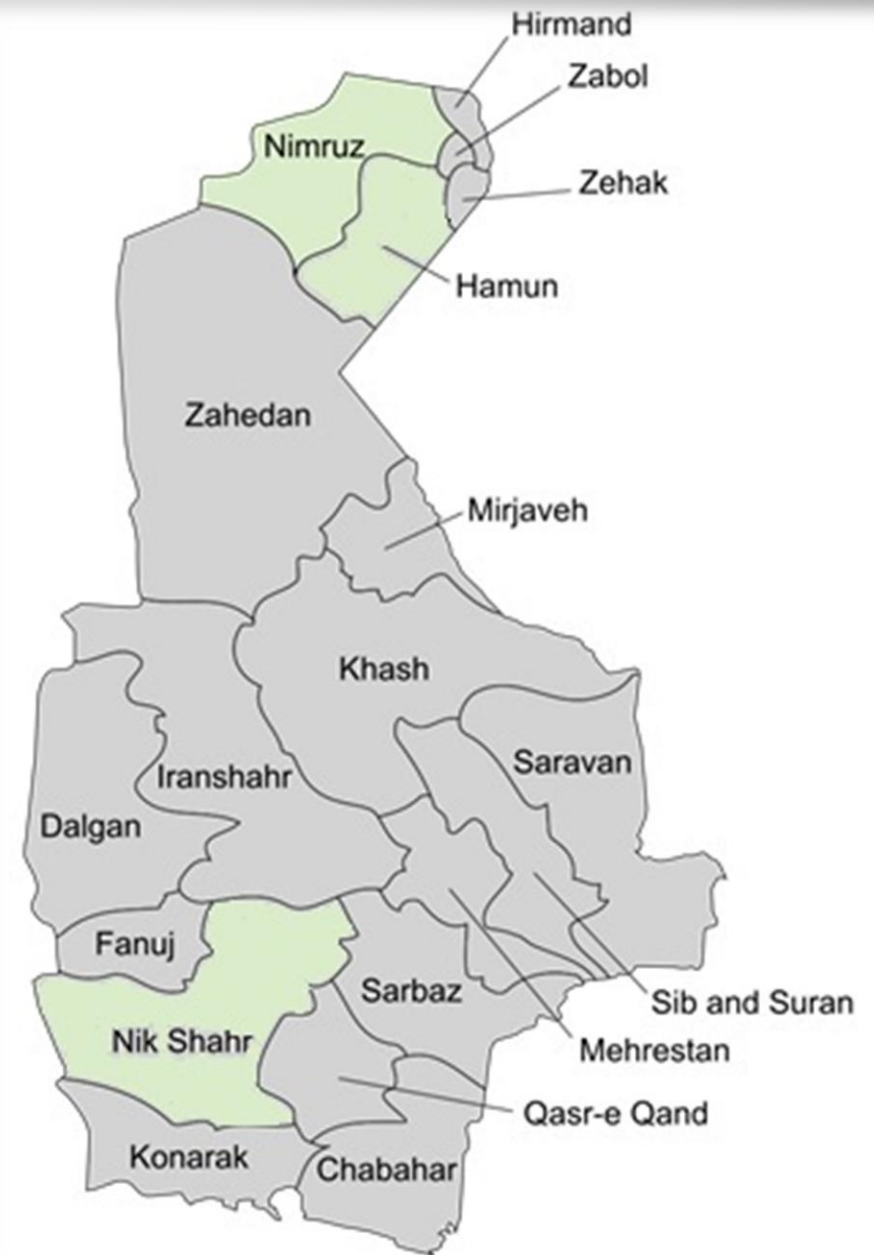 Hirmand
Zabol
Nimruz
Zehak
Hamun
Zahedan
Mirjaveh
Khash
Saravan
Iranshahr
Dalgan
Fanuj
Sarbaz
Sib and Suran
Nik Shahr
Mehrestan
Qasr-e Qand
Konarak
Chabahar